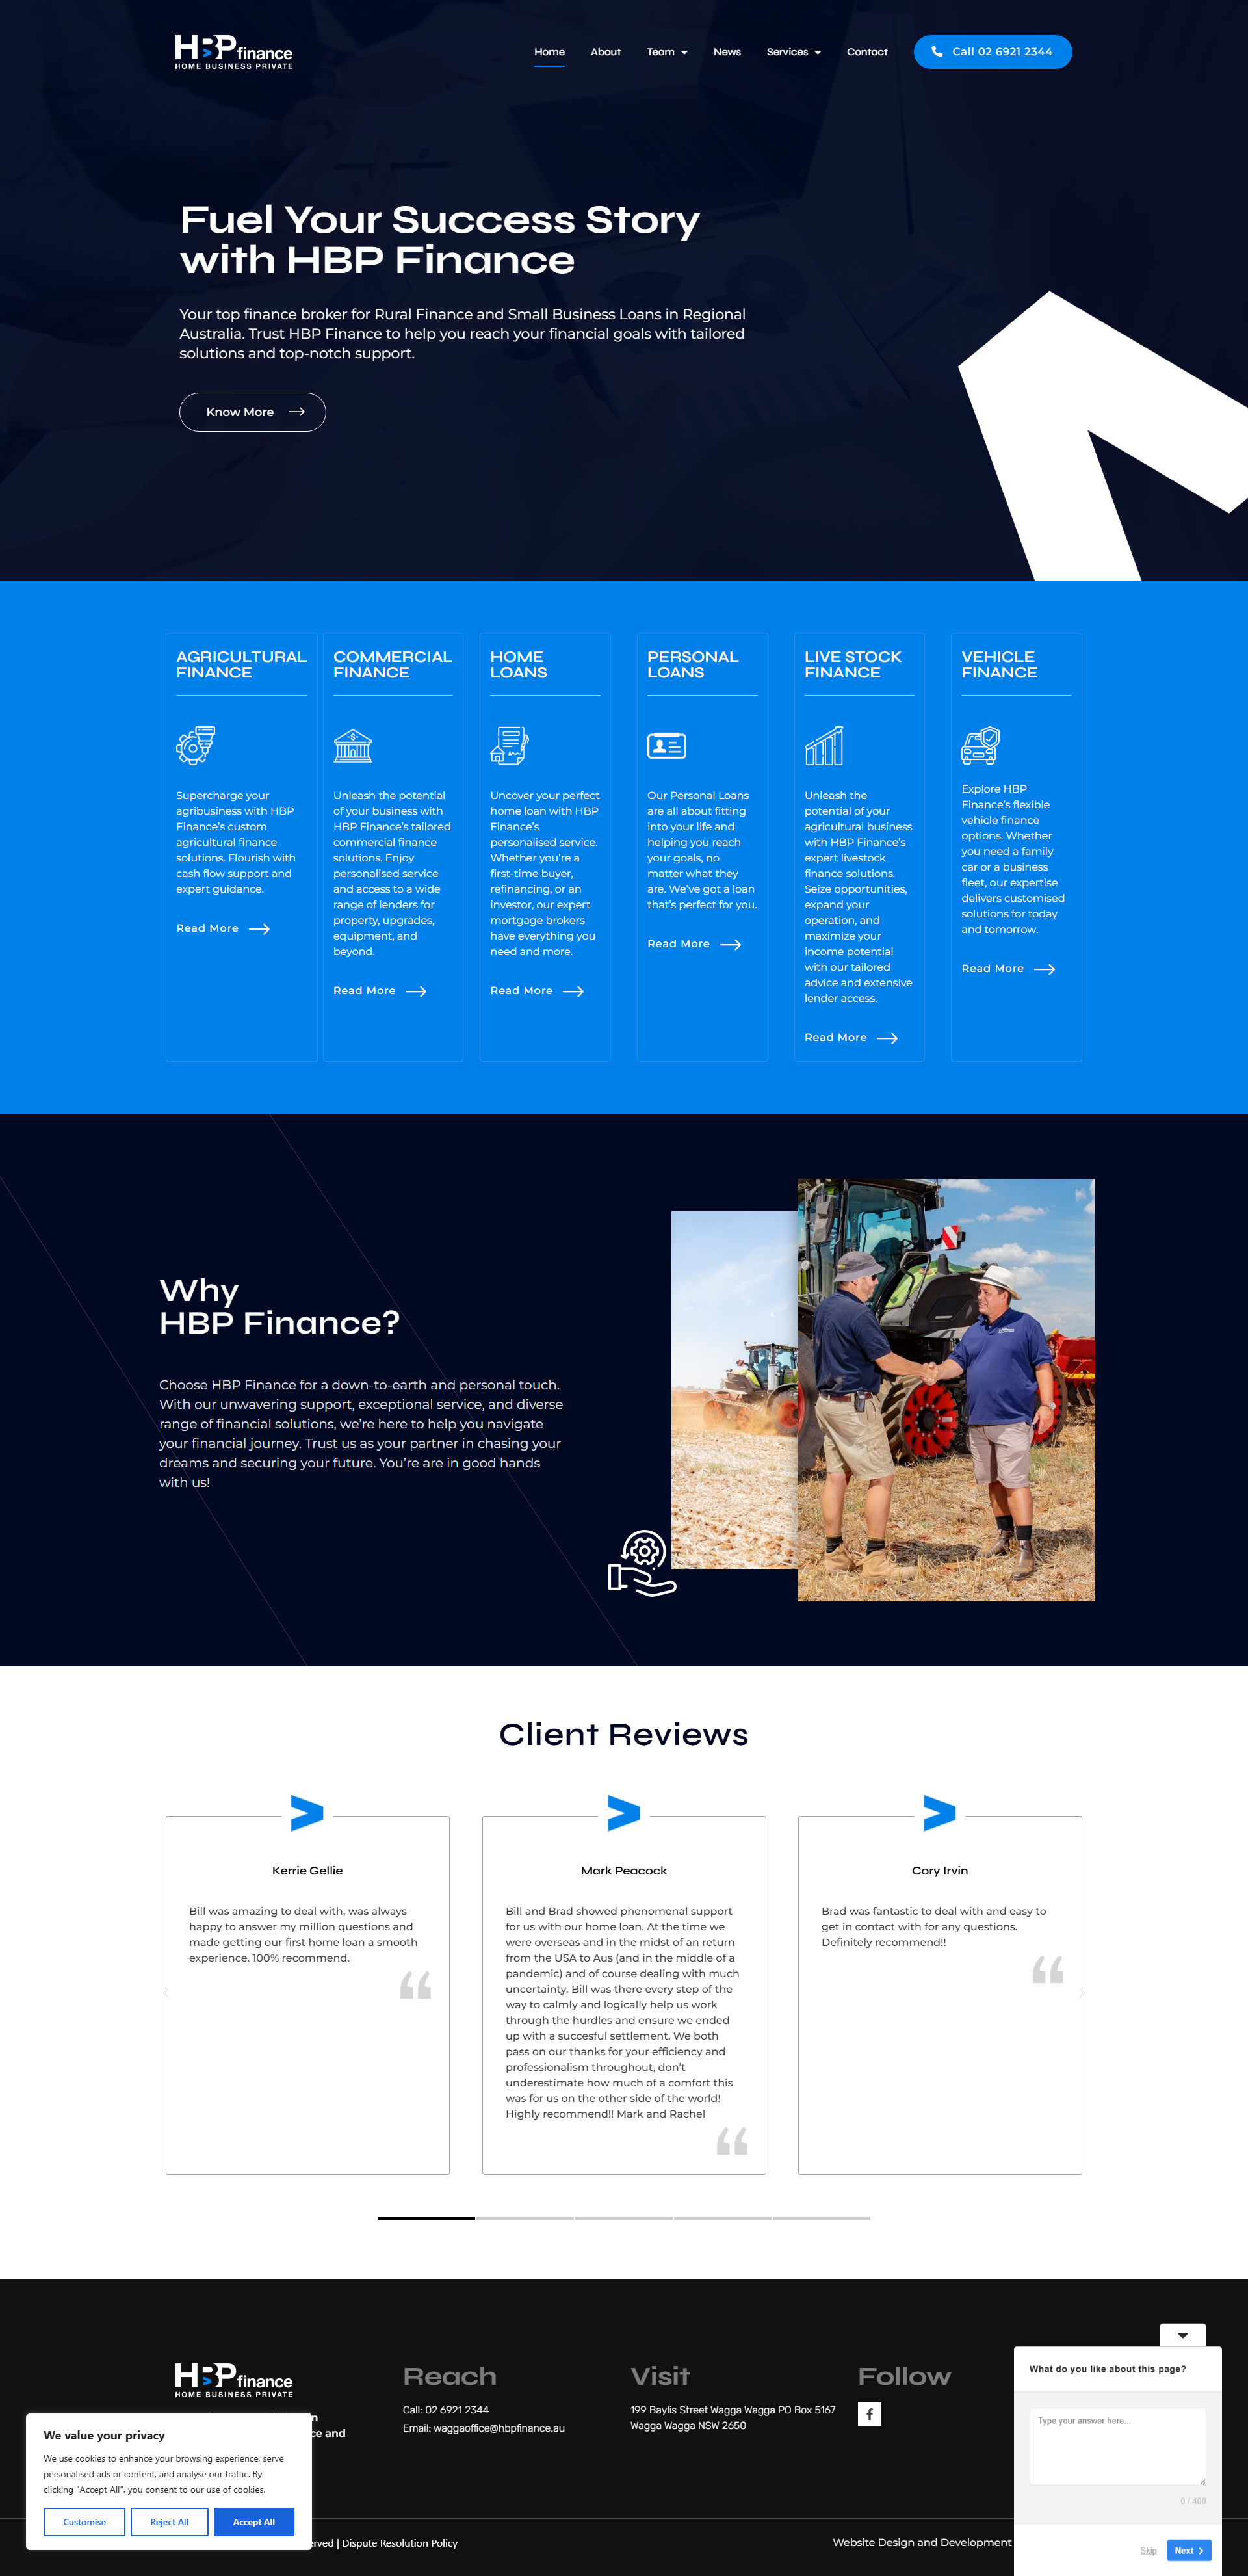 HBP finance
HOME BUSINESS PRIVATE
Home
About
Team
News
Services
Contact
Call 02 6921 2344
Fuel Your Success Story
with HBP Finance
Your top finance broker for Rural Finance and Small Business Loans in Regional
Australia. Trust HBP Finance to help you reach your financial goals with tailored
solutions and top-notch support.
Know More
AGRICULTURAL
FINANCE
Supercharge your
agribusiness with HBP
Finance's custom
agricultural finance
solutions. Flourish with
cash flow support and
expert guidance.
Read More
COMMERCIAL
FINANCE
Unleash the potential
of your business with
HBP Finance's tailored
commercial finance
solutions. Enjoy
personalised service
and access to a wide
range of lenders for
property, upgrades,
equipment, and
beyond.
Read More
HOME
LOANS
Uncover your perfect
home loan with HBP
Finance's
personalised service.
Whether you're a
first-time buyer,
refinancing, or an
investor, our expert
mortgage brokers
have everything you
need and more.
Read More
PERSONAL
LOANS
Our Personal Loans
are all about fitting
into your life and
helping you reach
your goals, no
matter what they
are. We've got a loan
that's perfect for you.
Read More
LIVE STOCK
FINANCE
Unleash the
potential of your
agricultural business
with HBP Finance's
expert livestock
finance solutions.
Seize opportunities,
expand your
operation, and
maximize your
income potential
with our tailored
advice and extensive
lender access.
Read More
VEHICLE
FINANCE
Explore HBP
Finance's flexible
vehicle finance
options. Whether
you need a family
car or a business
fleet, our expertise
delivers customised
solutions for today
and tomorrow.
Read More
Why
HBP Finance?
Choose HBP Finance for a down-to-earth and personal touch.
With our unwavering support, exceptional service, and diverse
range of financial solutions, we're here to help you navigate
your financial journey. Trust us as your partner in chasing your
dreams and securing your future. You're are in good hands
with us!
Client Reviews
Kerrie Gellie
Bill was amazing to deal with, was always
happy to answer my million questions and
made getting our first home loan a smooth
experience. 100% recommend.
Mark Peacock
Bill and Brad showed phenomenal support
for us with our home loan. At the time we
were overseas and in the midst of an return
from the USA to Aus (and in the middle of a
pandemic) and of course dealing with much
uncertainty. Bill was there every step of the
way to calmly and logically help us work
through the hurdles and ensure we ended
up with a succesful settlement. We both
pass on our thanks for your efficiency and
professionalism throughout, don't
underestimate how much of a comfort this
was for us on the other side of the world!
Highly recommend!! Mark and Rachel
Cory Irvin
Brad was fantastic to deal with and easy to
get in contact with for any questions.
Definitely recommend!!
HBP finance
HOME BUSINESS PRIVATE
Reach
Call: 02 6921 2344
Email: waggaoffice@hbpfinance.au
Visit
199 Baylis Street Wagga Wagga PO Box 5167
Wagga Wagga NSW 2650
Follow
and
We value your privacy
We use cookies to enhance your browsing experience, serve
personalised ads or content, and analyse our traffic. By
clicking "Accept All", you consent to our use of cookies.
Customise
Reject All
Accept All
| Dispute Resolution Policy
Website Design and Development
What do you like about this page?
Type your answer here...
0 / 400
Skip
Next